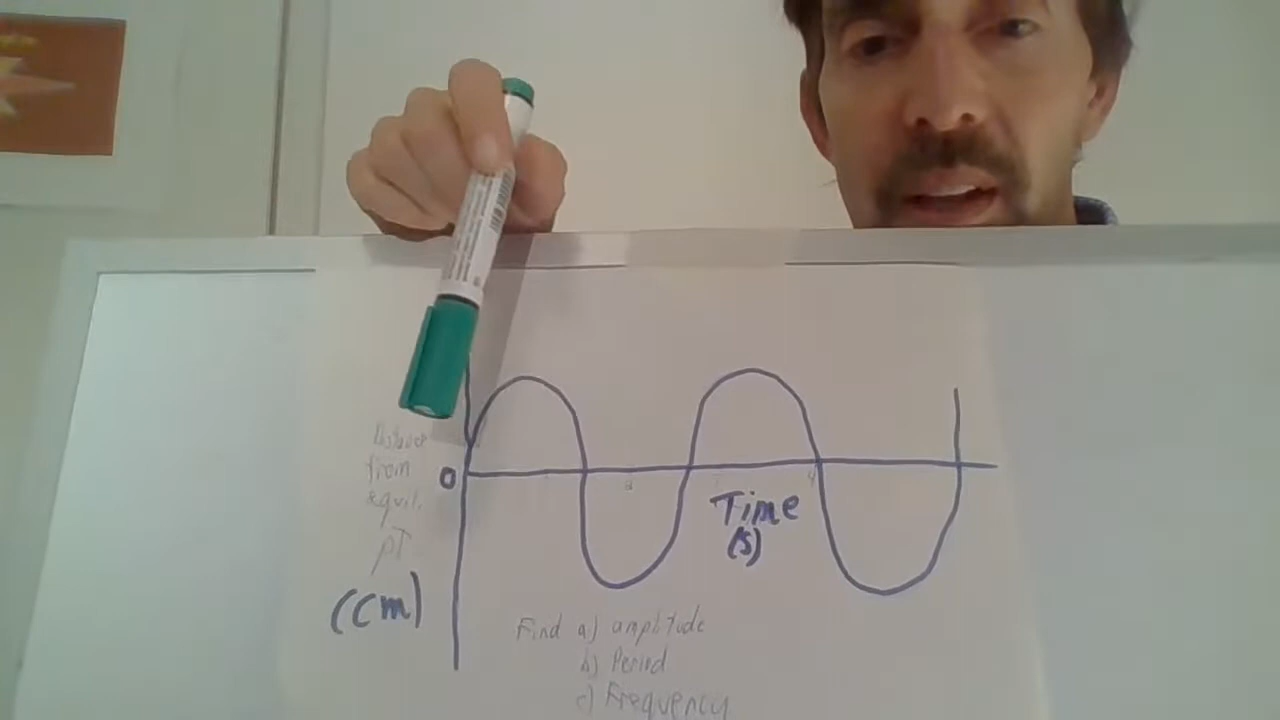 Distance
from
equil.
pT
(cm)
0
Time
(s)
Find a) amplitude
b) Period
c) Frequency